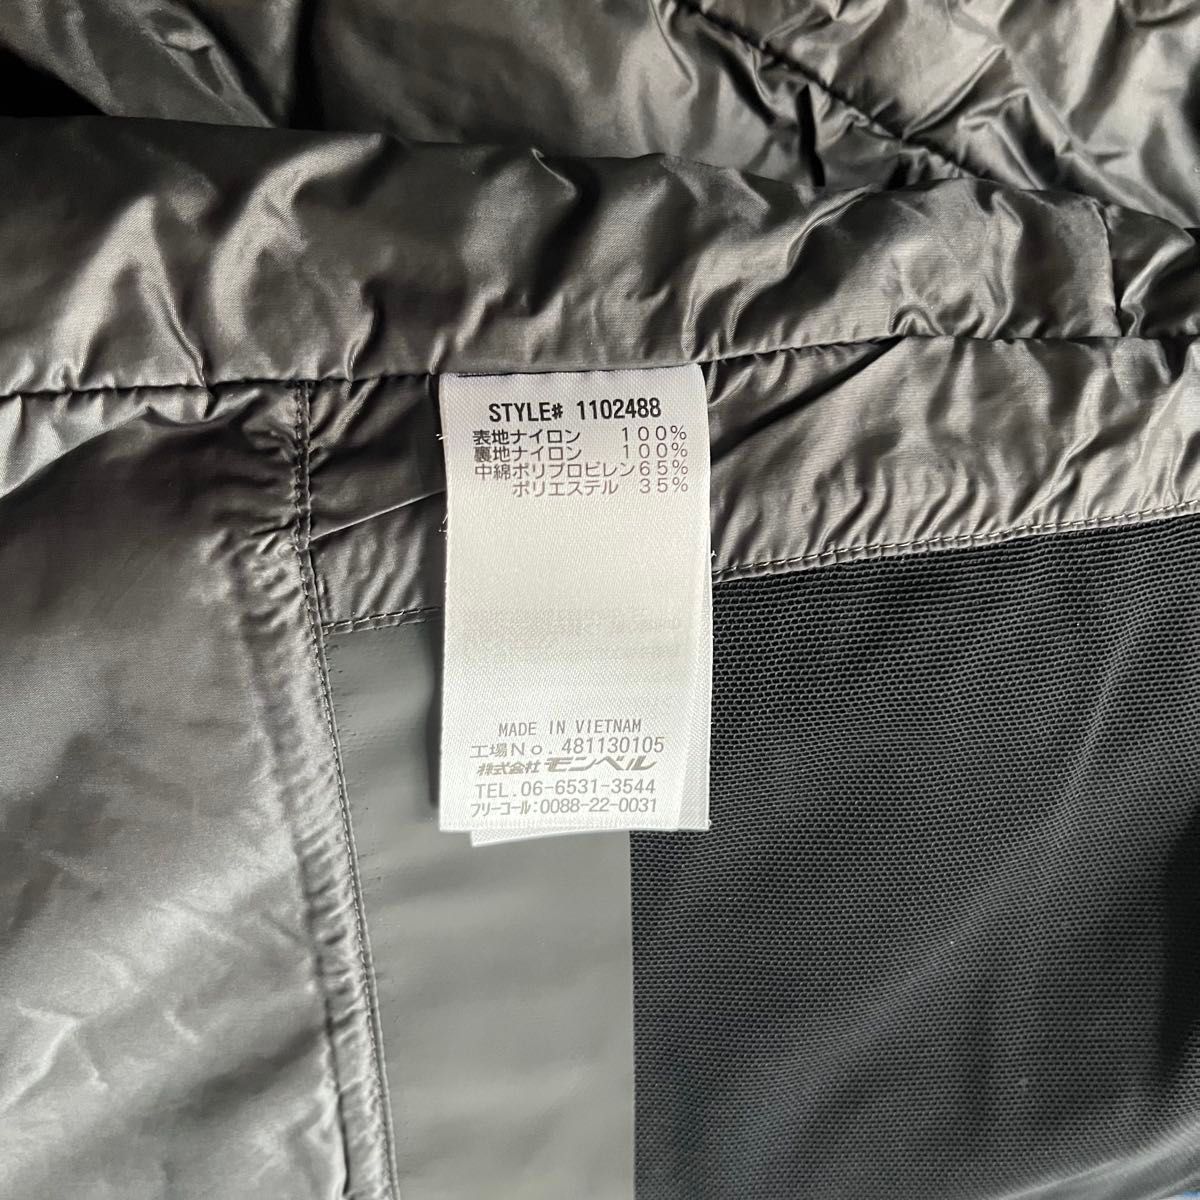 STYLE# 1102488
表地ナイロン 100%
裏地ナイロン 100%
中綿ポリプロピレン65%
ポリエステル 35%
MADE IN VIETNAM
工場No. 481130105
株式会社モンベル
TEL. 06-6531-3544
フリーコール:0088-22-0031